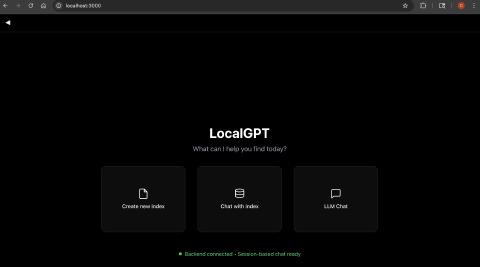 localhost:3000
LocalGPT
What can I help you find today?
Create new index
Chat with index
LLM Chat
Backend connected • Session-based chat ready